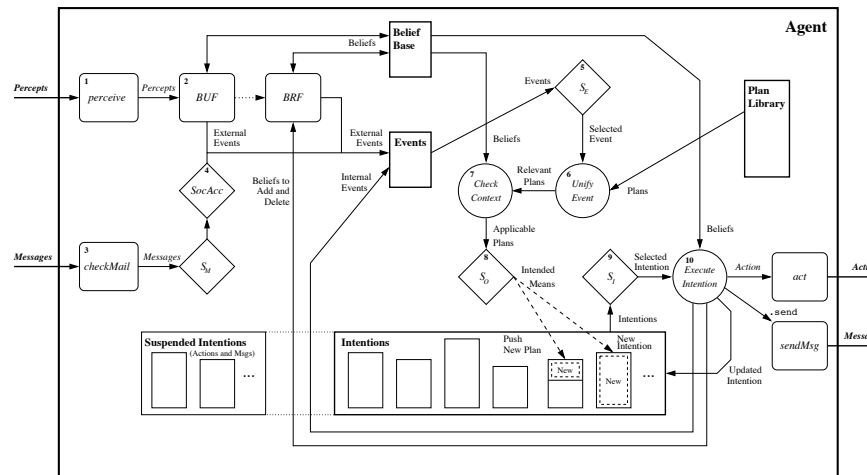 Agent
Belief
Base
Beliefs
Percepts
1
perceive
Percepts
2
BUF
BRF
5
S_E
Events
Plan
Library
External
Events
External
Events
Events
Beliefs
Selected
Event
4
SocAcc
Beliefs to
Add and
Delete
Internal
Events
7
Check
Context
Relevant
Plans
6
Unify
Event
Plans
Messages
3
checkMail
Messages
S_M
Applicable
Plans
8
S_O
Intended
Means
9
S_I
Selected
Intention
Beliefs
10
Execute
Intention
Action
act
Acti
.send
sendMsg
Messa
Suspended Intentions
(Actions and Msgs)
...
Intentions
Push
New Plan
Intentions
New
Intention
New
New
...
Updated
Intention